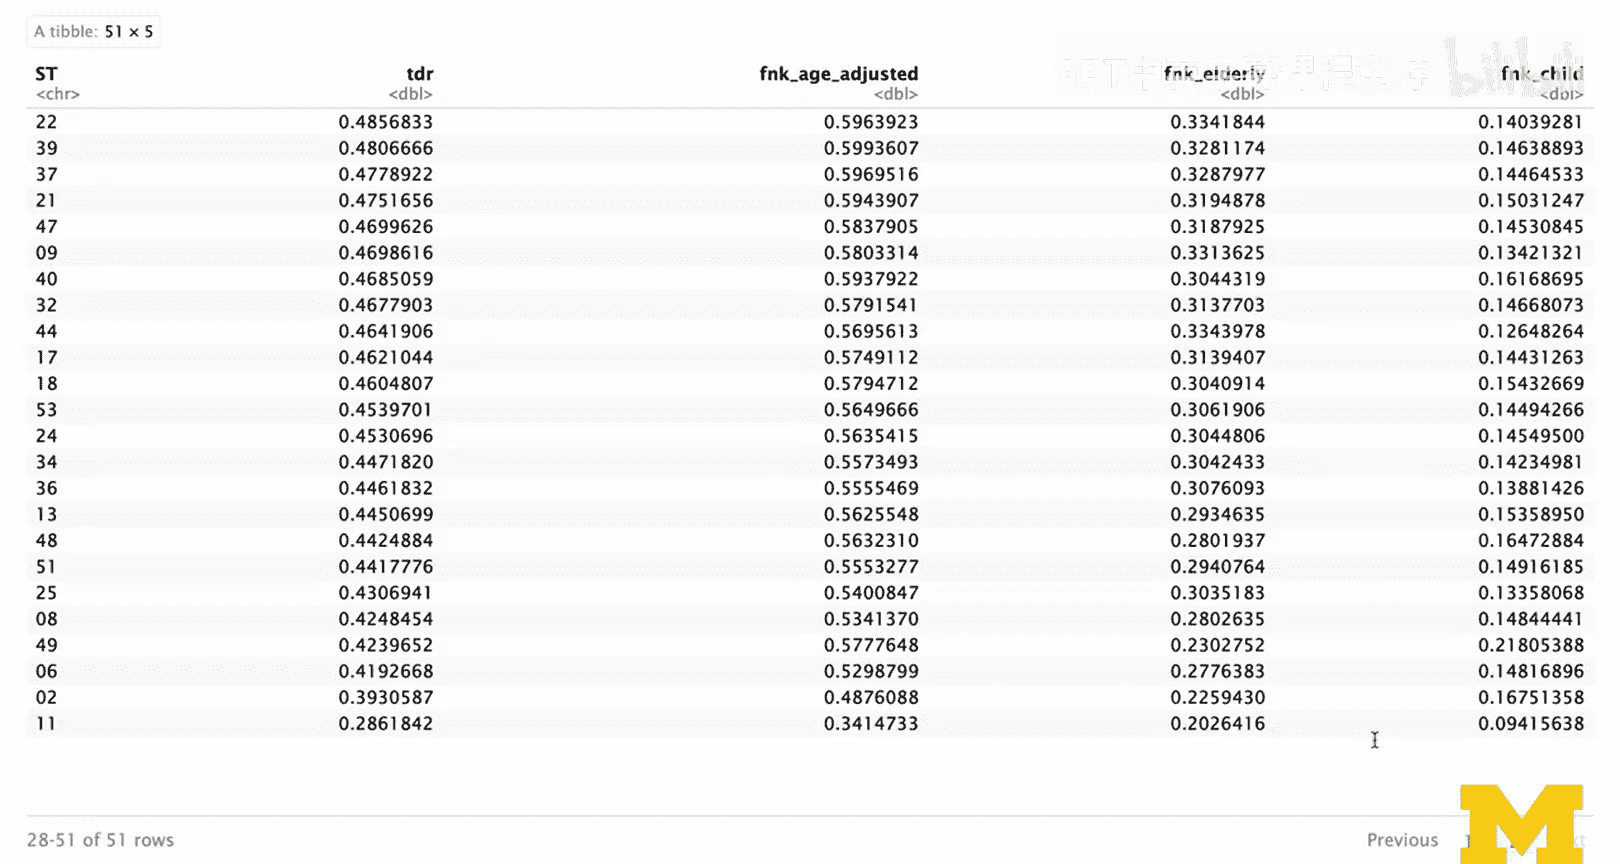 A tibble: 51 × 5
ST tdr fnk_age_adjusted fnk_elderly fnk_child
<chr> <dbl> <dbl> <dbl> <dbl>
22 0.4856833 0.5963923 0.3341844 0.14039281
39 0.4806666 0.5993607 0.3281174 0.14638893
37 0.4778922 0.5969516 0.3287977 0.14464533
21 0.4751656 0.5943907 0.3194878 0.15031247
47 0.4699626 0.5837905 0.3187925 0.14530845
09 0.4698616 0.5803314 0.3313625 0.13421321
40 0.4685059 0.5937922 0.3044319 0.16168695
32 0.4677903 0.5791541 0.3137703 0.14668073
44 0.4641906 0.5695613 0.3343978 0.12648264
17 0.4621044 0.5749112 0.3139407 0.14431263
18 0.4604807 0.5794712 0.3040914 0.15432669
53 0.4539701 0.5649666 0.3061906 0.14494266
24 0.4530696 0.5635415 0.3044806 0.14549500
34 0.4471820 0.5573493 0.3042433 0.14234981
36 0.4461832 0.5555469 0.3076093 0.13881426
13 0.4450699 0.5625548 0.2934635 0.15358950
48 0.4424884 0.5632310 0.2801937 0.16472884
51 0.4417776 0.5553277 0.2940764 0.14916185
25 0.4306941 0.5400847 0.3035183 0.13358068
08 0.4248454 0.5341370 0.2802635 0.14844441
49 0.4239652 0.5777648 0.2302752 0.21805388
06 0.4192668 0.5298799 0.2776383 0.14816896
02 0.3930587 0.4876088 0.2259430 0.16751358
11 0.2861842 0.3414733 0.2026416 0.09415638
28-51 of 51 rows
Previous
M